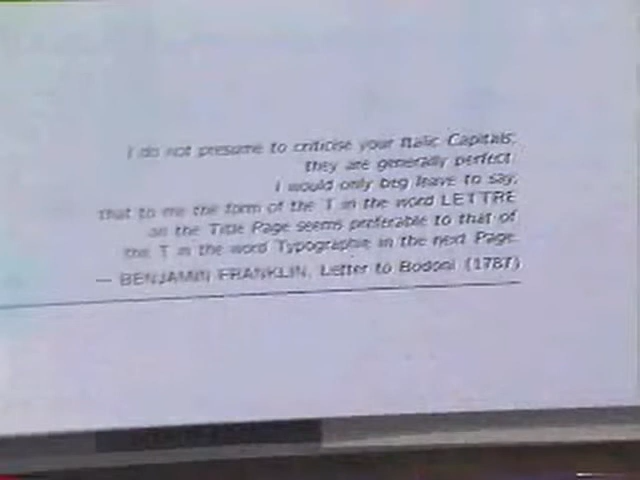 I do not presume to criticise your Italic Capitals;
they are generally perfect.
I would only beg leave to say,
that to me the form of the T in the word LETTRE
on the Title Page seems preferable to that of
the T in the word Typographie in the next Page.
— BENJAMIN FRANKLIN, Letter to Bodoni (1787)